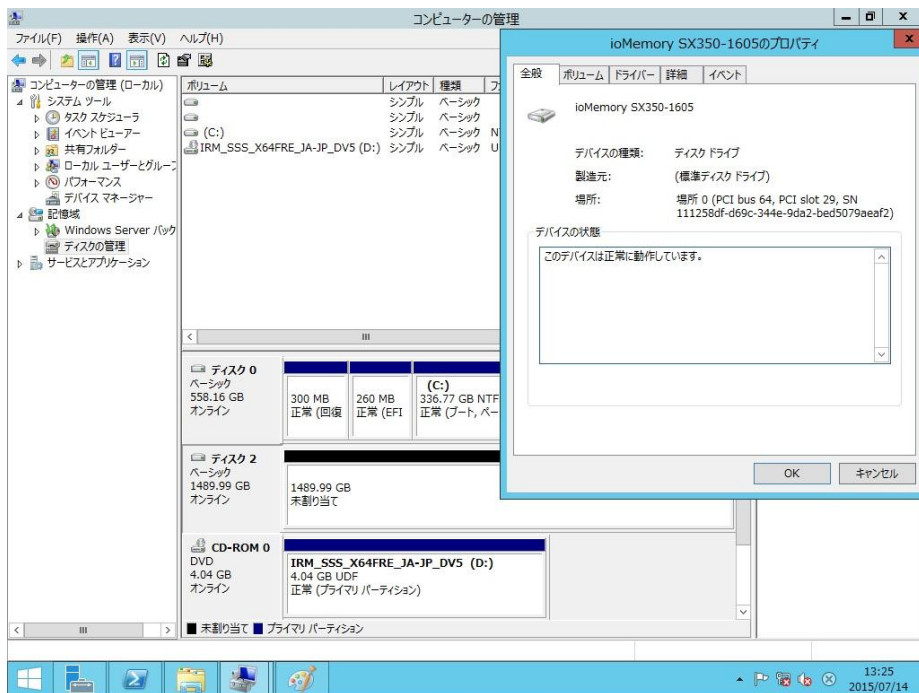 コンピューターの管理
ファイル(F) 操作(A) 表示(V) ヘルプ(H)
コンピューターの管理 (ローカル)
システム ツール
タスク スケジューラ
イベント ビューアー
共有フォルダー
ローカル ユーザーとグルー
パフォーマンス
デバイス マネージャー
記憶域
Windows Server バック
ディスクの管理
サービスとアプリケーション
ボリューム レイアウト 種類
シンプル ベーシック
シンプル ベーシック
(C:) シンプル ベーシック N
IRM_SSS_X64FRE_JA-JP_DV5 (D:) シンプル ベーシック U
ディスク 0
ベーシック
558.16 GB
オンライン
300 MB
正常 (回復
260 MB
正常 (EFI
(C:)
336.77 GB NTF
正常 (ブート, ペー
ディスク 2
ベーシック
1489.99 GB
オンライン
1489.99 GB
未割り当て
CD-ROM 0
DVD
4.04 GB
オンライン
IRM_SSS_X64FRE_JA-JP_DV5 (D:)
4.04 GB UDF
正常 (プライマリ パーティション)
未割り当て プライマリ パーティション
ioMemory SX350-1605のプロパティ
全般 ボリューム ドライバー 詳細 イベント
ioMemory SX350-1605
デバイスの種類: ディスク ドライブ
製造元: (標準ディスク ドライブ)
場所: 場所 0 (PCI bus 64, PCI slot 29, SN
111258df-d69c-344e-9da2-bed5079aeaf2)
デバイスの状態
このデバイスは正常に動作しています。
OK キャンセル
13:25
2015/07/14